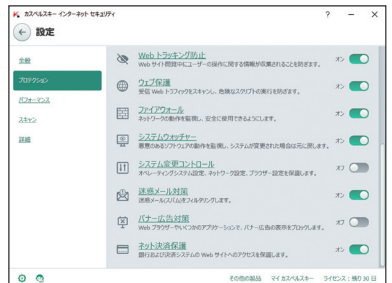 カスペルスキー インターネット セキュリティ
? − ×
設定
全般
プロテクション
パフォーマンス
スキャン
詳細
Web トラッキング防止
Web サイト閲覧中にユーザーの操作に関する情報が収集されることを防ぎます。
オン
ウェブ保護
受信 Web トラフィックをスキャンし、危険なスクリプトの実行を防ぎます。
オン
ファイアウォール
ネットワークの動作を監視し、安全に使用できるようにします。
オン
システムウォッチャー
悪意のあるソフトウェアの動作を監視し、システムが変更された場合は元に戻します。
オン
システム変更コントロール
オペレーティングシステム設定、ネットワーク設定、ブラウザー設定を保護します。
オフ
迷惑メール対策
迷惑メール(スパム)をフィルタリングします。
オン
バナー広告対策
Web ブラウザーやいくつかのアプリケーションで、バナー広告の表示をブロックします。
オフ
ネット決済保護
銀行および決済システムの Web サイトへのアクセスを保護します。
オン
その他の製品 マイ カスペルスキー ライセンス：残り 30 日